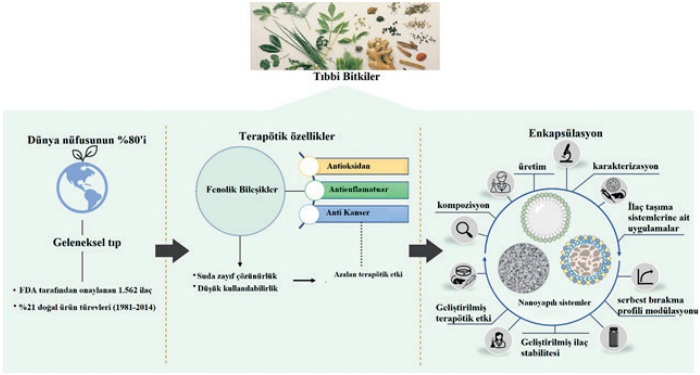 Tıbbi Bitkiler
Dünya nüfusunun %80'i
Geleneksel tıp
• FDA tarafından onaylanan 1.562 ilaç
• %21 doğal ürün türevleri (1981-2014)
Terapötik özellikler
Fenolik Bileşikler
Antioksidan
Antienflamatuar
Anti Kanser
* Suda zayıf çözünürlük
* Düşük kullanılabilirlik
Azalan terapötik etki
Enkapsülasyon
üretim
karakterizasyon
kompozisyon
İlaç taşıma
sistemlerine ait
uygulamalar
Nanoyapılı sistemler
Geliştirilmiş
terapötik etki
serbest bırakma
profili modülasyonu
Geliştirilmiş ilaç
stabilitesi